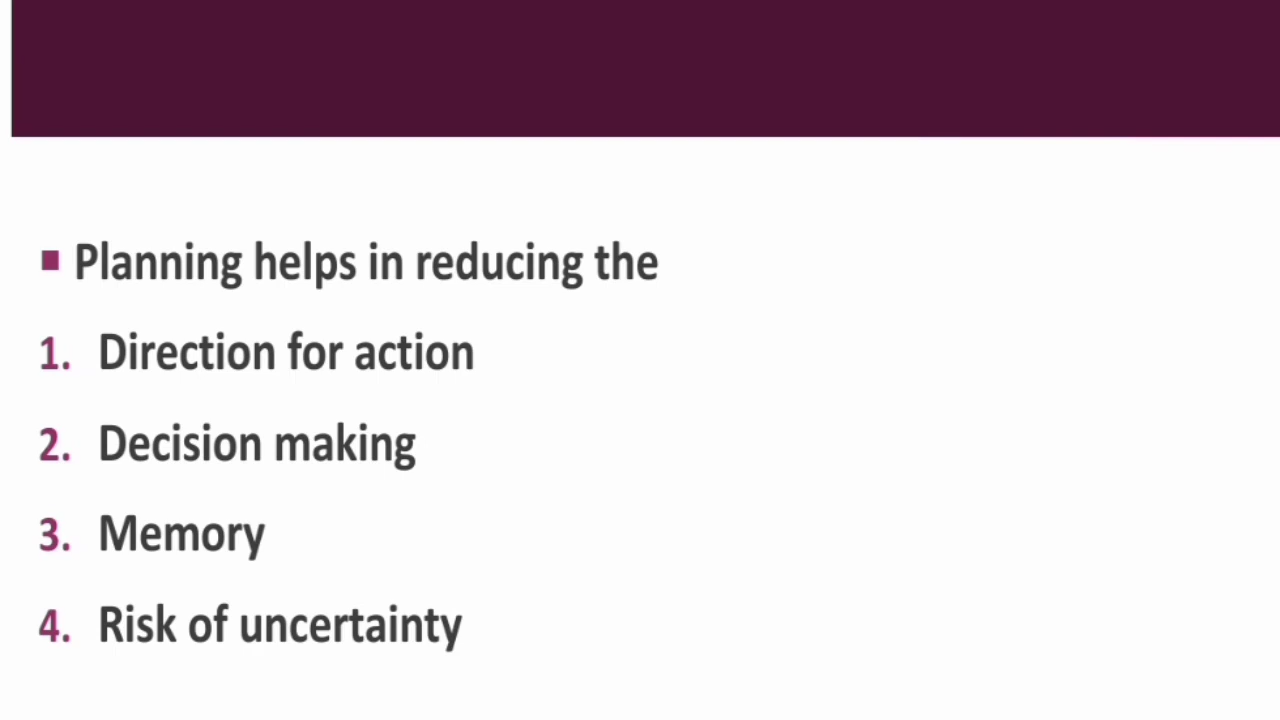 ▪ Planning helps in reducing the
1. Direction for action
2. Decision making
3. Memory
4. Risk of uncertainty